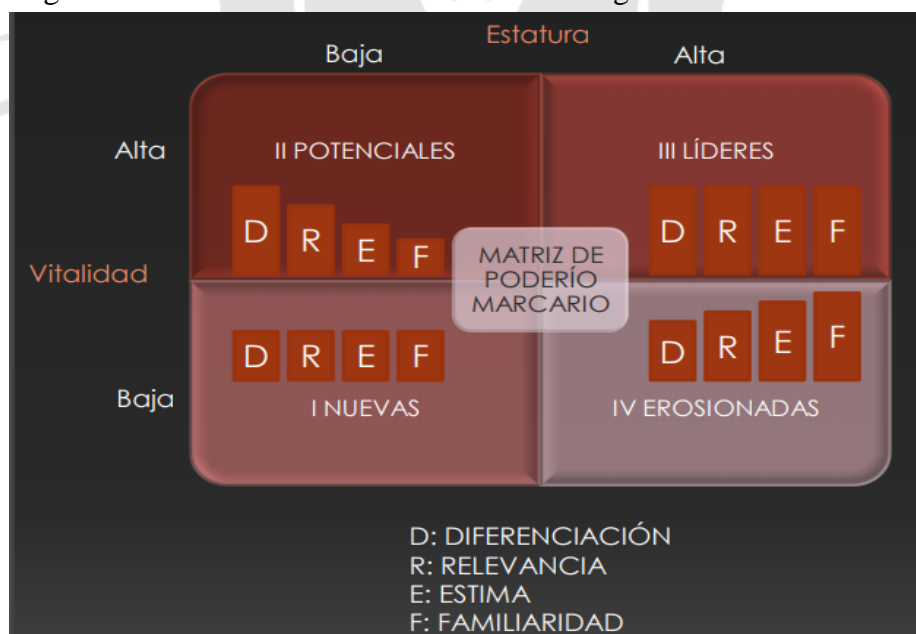 Estatura
Baja
Alta
Alta
II POTENCIALES
III LÍDERES
D R E F
D R E F
Vitalidad
MATRIZ DE
PODERÍO
MARCARIO
D R E F
D R E F
Baja
I NUEVAS
IV EROSIONADAS
D: DIFERENCIACIÓN
R: RELEVANCIA
E: ESTIMA
F: FAMILIARIDAD